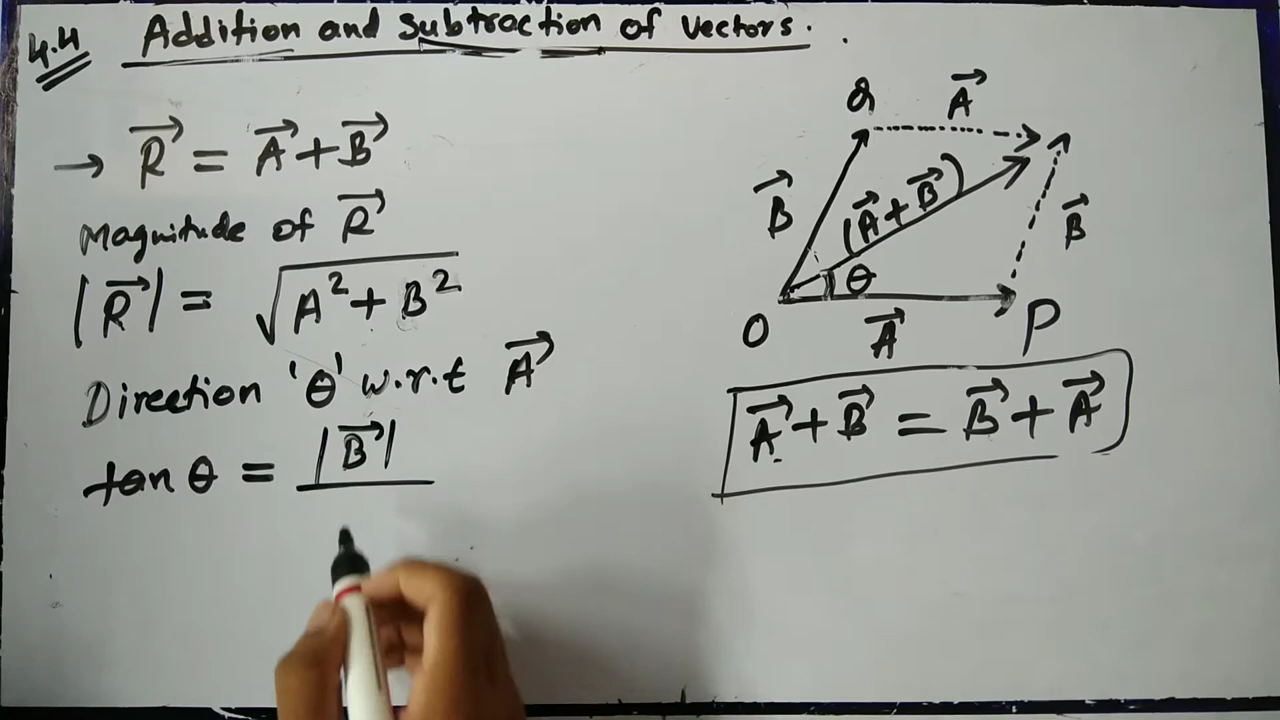 4.4 Addition and Subtraction of Vectors.
→ R⃗ = A⃗ + B⃗
Magnitude of R⃗
|R⃗| = √A² + B²
Direction 'θ' w.r.t A⃗
tan θ = |B⃗|
Q A⃗
B⃗ (A⃗ + B⃗) B⃗
θ
O A⃗ P
A⃗ + B⃗ = B⃗ + A⃗